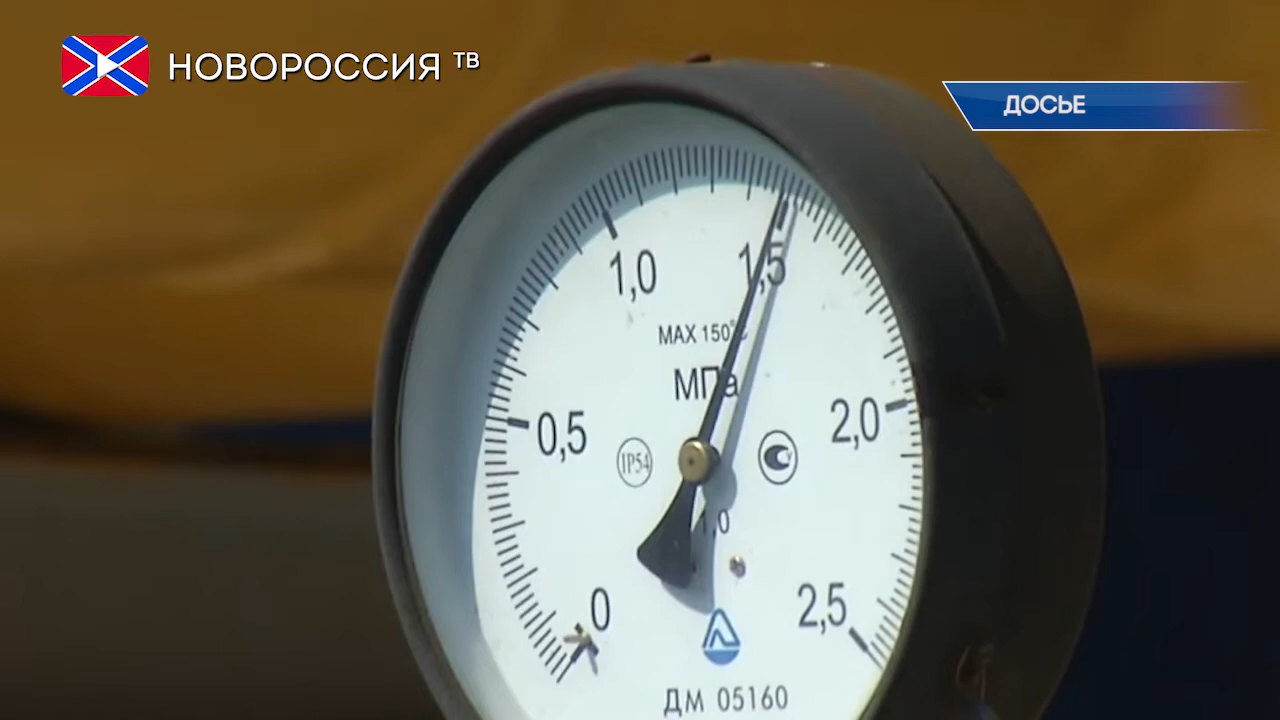 НОВОРОССИЯ ТВ
ДОСЬЕ
1,0
1,5
MAX 150°C
МПа
0,5
2,0
IP54
1,0
0
2,5
ДМ 05160